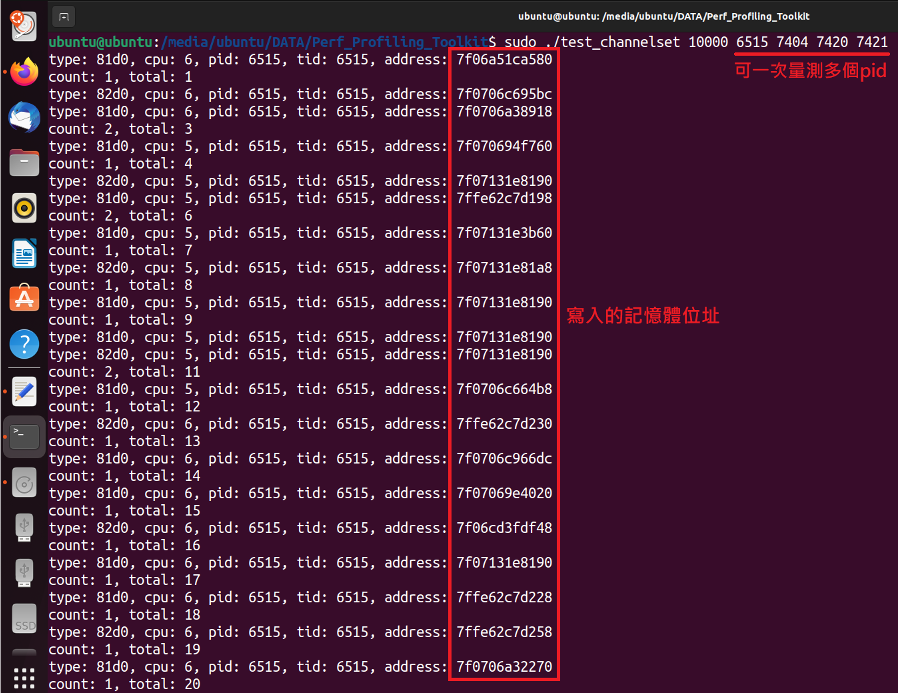 ubuntu@ubuntu: /media/ubuntu/DATA/Perf_Profiling_Toolkit
ubuntu@ubuntu:/media/ubuntu/DATA/Perf_Profiling_Toolkit$ sudo ./test_channelset 10000 6515 7404 7420 7421
可一次量測多個pid
type: 81d0, cpu: 6, pid: 6515, tid: 6515, address: 7f06a51ca580
count: 1, total: 1
type: 82d0, cpu: 6, pid: 6515, tid: 6515, address: 7f0706c695bc
type: 81d0, cpu: 6, pid: 6515, tid: 6515, address: 7f0706a38918
count: 2, total: 3
type: 81d0, cpu: 5, pid: 6515, tid: 6515, address: 7f070694f760
count: 1, total: 4
type: 82d0, cpu: 5, pid: 6515, tid: 6515, address: 7f07131e8190
type: 81d0, cpu: 5, pid: 6515, tid: 6515, address: 7ffe62c7d198
count: 2, total: 6
type: 81d0, cpu: 5, pid: 6515, tid: 6515, address: 7f07131e3b60
count: 1, total: 7
type: 82d0, cpu: 5, pid: 6515, tid: 6515, address: 7f07131e81a8
count: 1, total: 8
type: 81d0, cpu: 5, pid: 6515, tid: 6515, address: 7f07131e8190
寫入的記憶體位址
count: 1, total: 9
type: 81d0, cpu: 5, pid: 6515, tid: 6515, address: 7f07131e8190
type: 82d0, cpu: 5, pid: 6515, tid: 6515, address: 7f07131e8190
count: 2, total: 11
type: 81d0, cpu: 5, pid: 6515, tid: 6515, address: 7f0706c664b8
count: 1, total: 12
type: 82d0, cpu: 6, pid: 6515, tid: 6515, address: 7ffe62c7d230
count: 1, total: 13
type: 81d0, cpu: 6, pid: 6515, tid: 6515, address: 7f0706c966dc
count: 1, total: 14
type: 81d0, cpu: 6, pid: 6515, tid: 6515, address: 7f07069e4020
count: 1, total: 15
type: 82d0, cpu: 6, pid: 6515, tid: 6515, address: 7f06cd3fdf48
count: 1, total: 16
type: 81d0, cpu: 6, pid: 6515, tid: 6515, address: 7f07131e8190
count: 1, total: 17
type: 81d0, cpu: 6, pid: 6515, tid: 6515, address: 7ffe62c7d228
count: 1, total: 18
type: 82d0, cpu: 6, pid: 6515, tid: 6515, address: 7ffe62c7d258
count: 1, total: 19
type: 81d0, cpu: 6, pid: 6515, tid: 6515, address: 7f0706a32270
count: 1, total: 20
SSD